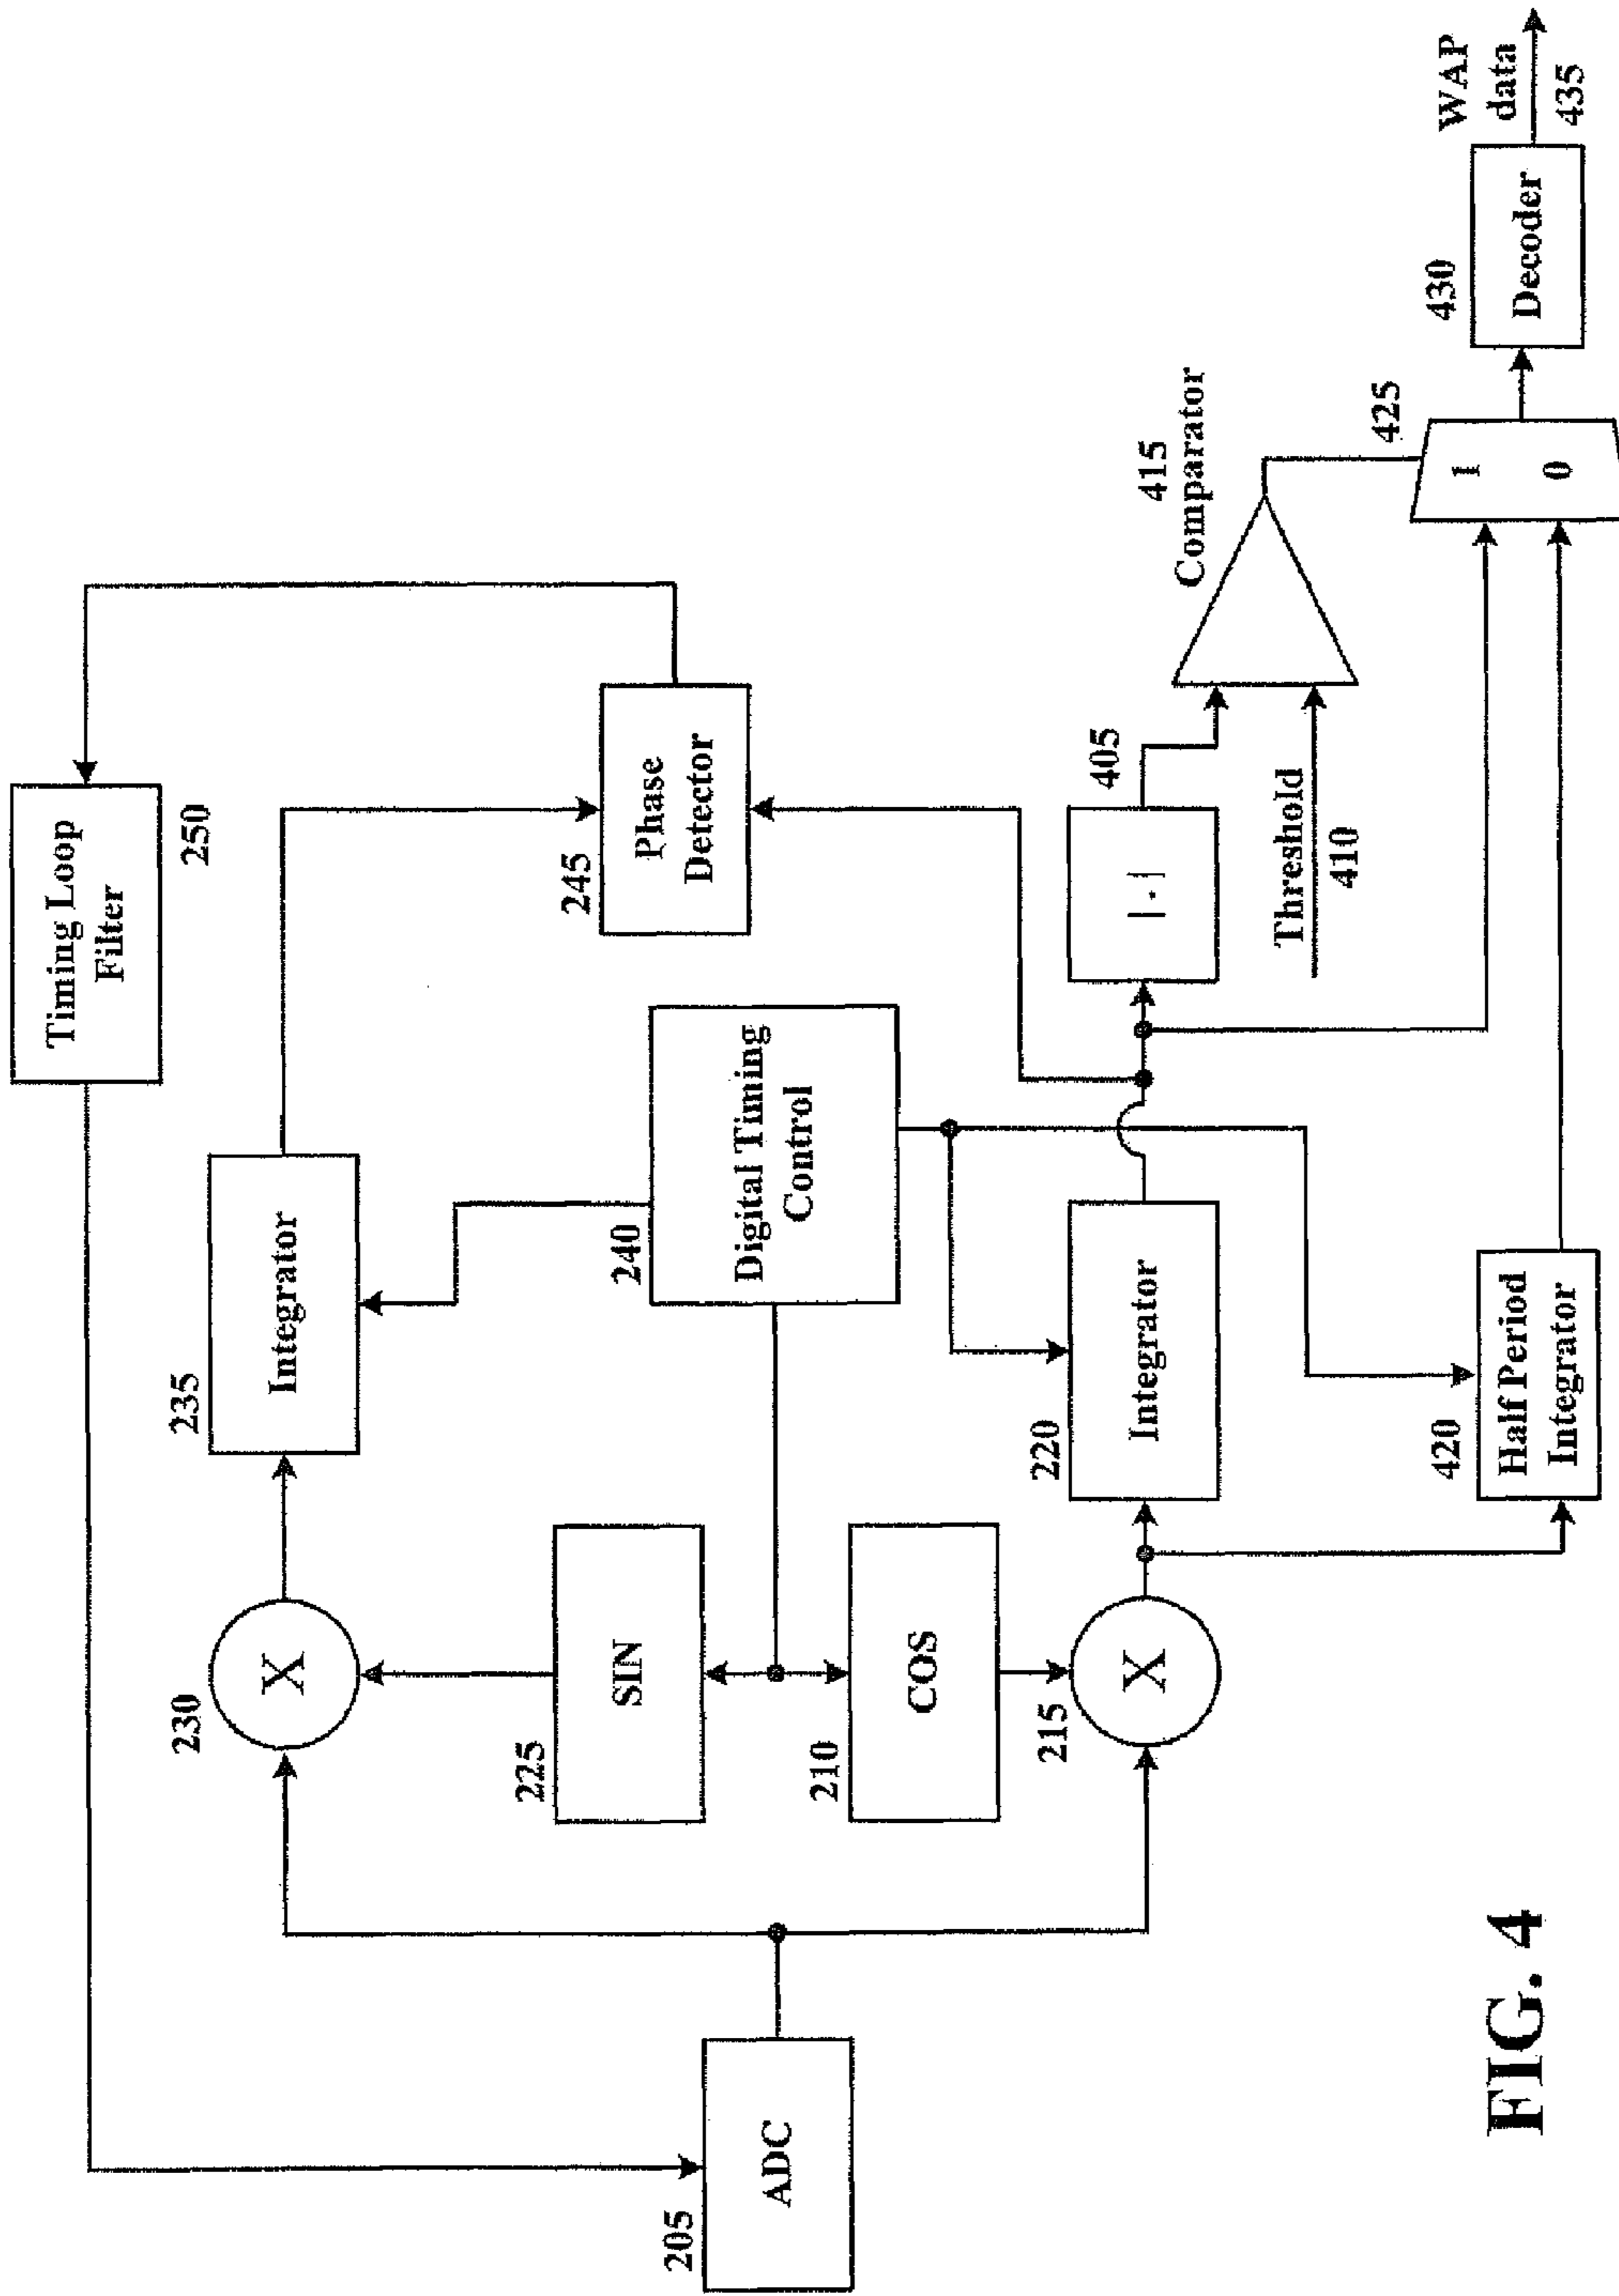 Timing Loop
Filter
250
235
Integrator
230
X
245
Phase
Detector
240
Digital Timing
Control
225
SIN
205
ADC
210
COS
215
X
220
Integrator
| . |
405
415
Comparator
Threshold
410
420
Half Period
Integrator
425
1
0
430
Decoder
WAP
data
435
FIG. 4